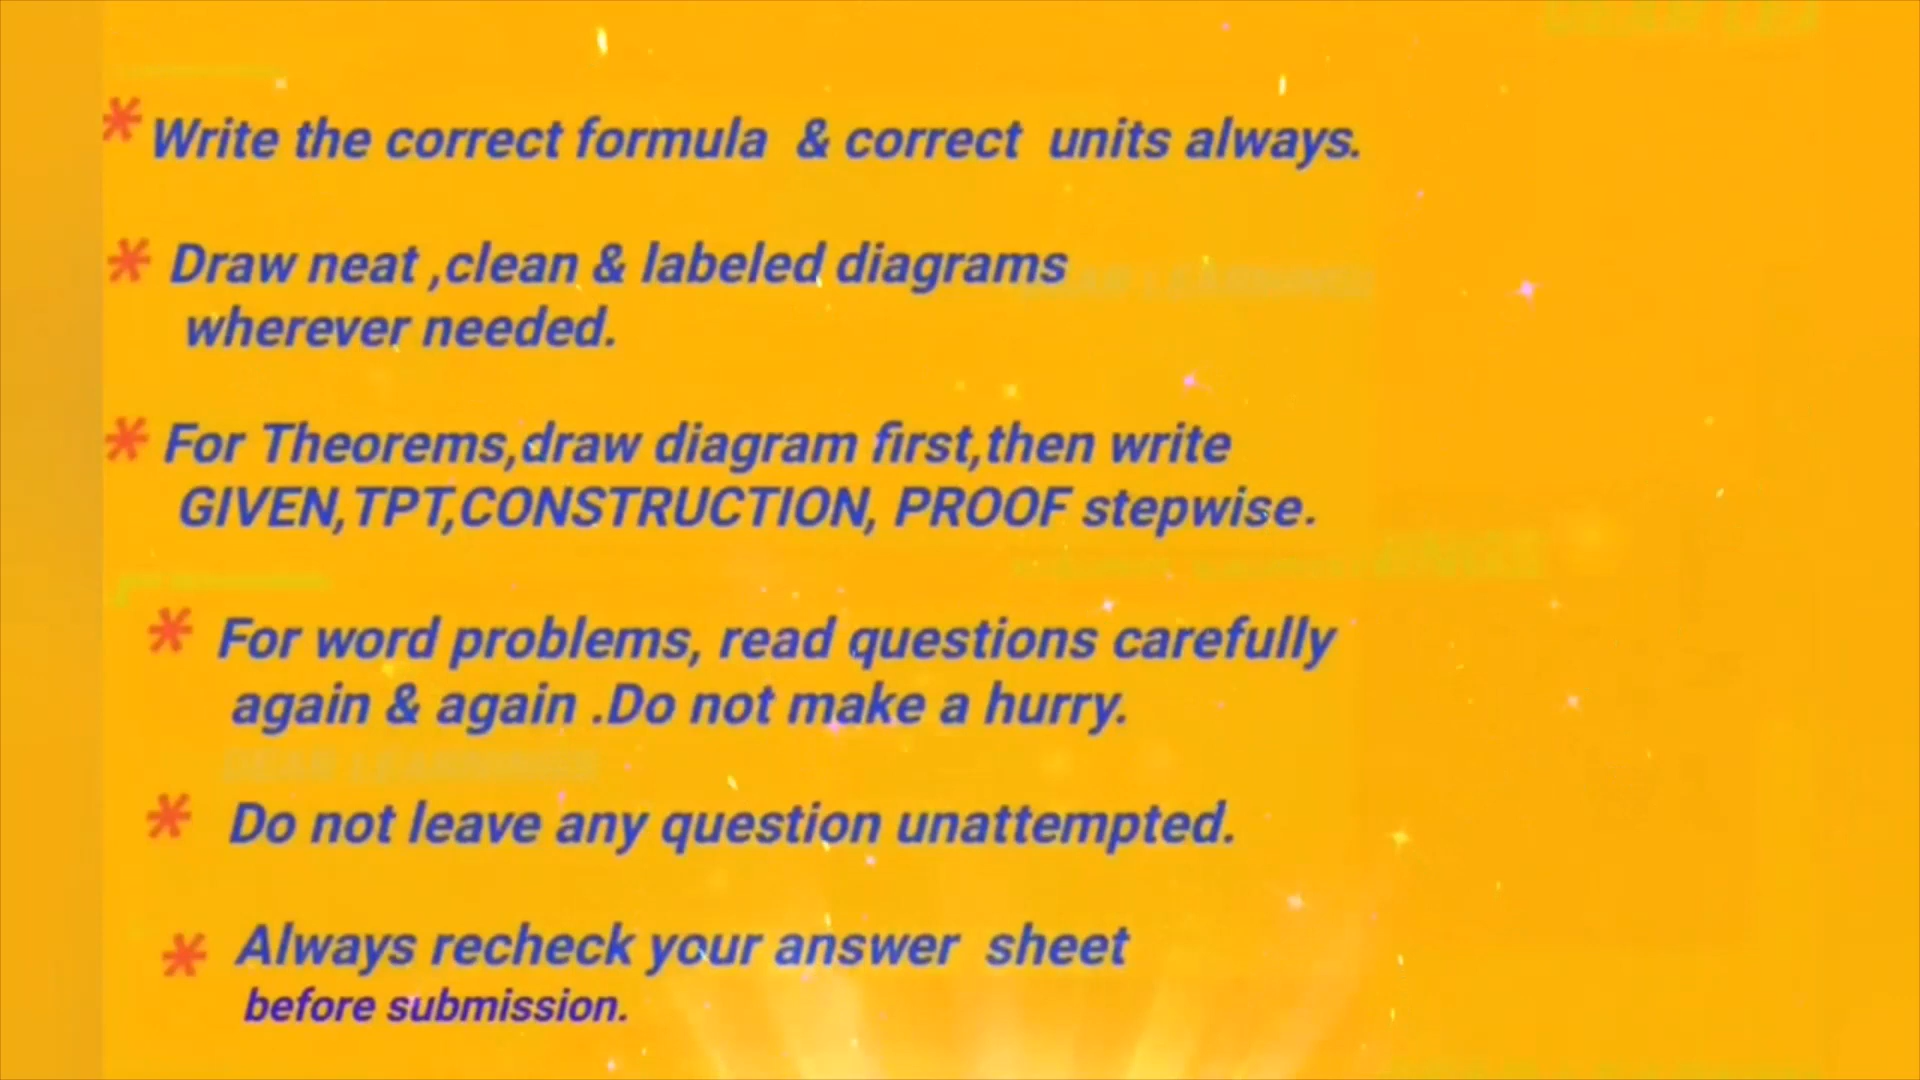 * Write the correct formula & correct units always.
* Draw neat ,clean & labeled diagrams
wherever needed.
* For Theorems,draw diagram first,then write
GIVEN,TPT,CONSTRUCTION, PROOF stepwise.
* For word problems, read questions carefully
again & again .Do not make a hurry.
* Do not leave any question unattempted.
* Always recheck your answer sheet
before submission.